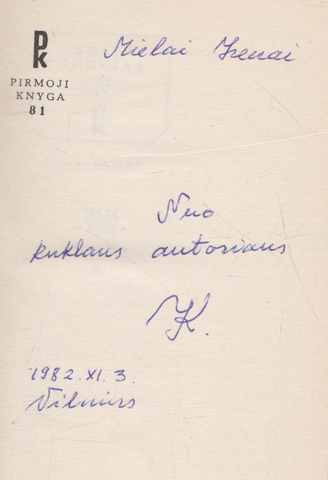 pk
PIRMOJI
KNYGA
81
Mielai Irenai
Nuo
kuklaus autoriaus
K.
1982.XI.3.
Vilnius